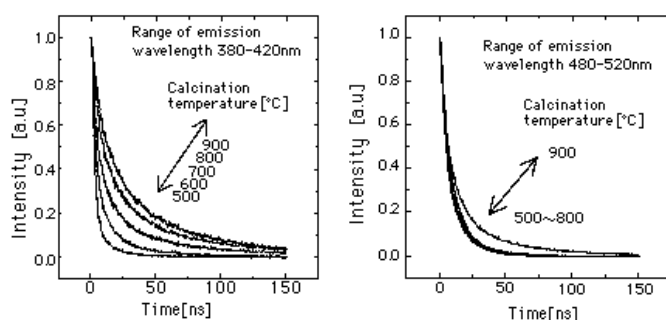 Range of emission
wavelength 380-420nm
Calcination
temperature[°C]
900
800
700
600
500
Intensity [a.u.]
1.0
0.8
0.6
0.4
0.2
0.0
0 50 100 150
Time[ns]
Range of emission
wavelength 480-520nm
Calcination
temperature[°C]
900
500~800
Intensity [a.u.]
1.0
0.8
0.6
0.4
0.2
0.0
0 50 100 150
Time[ns]